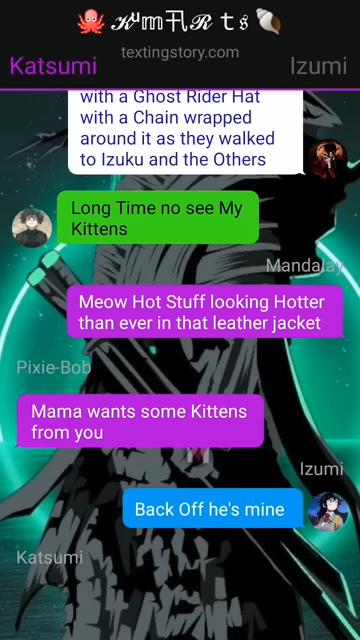 🐙 𝒦ᶙ𝕞卂ℛ 𝕥𝔰 🐚
textingstory.com
Katsumi
Izumi
with a Ghost Rider Hat
with a Chain wrapped
around it as they walked
to Izuku and the Others
Long Time no see My
Kittens
Mandalay
Meow Hot Stuff looking Hotter
than ever in that leather jacket
Pixie-Bob
Mama wants some Kittens
from you
Izumi
Back Off he's mine
Katsumi